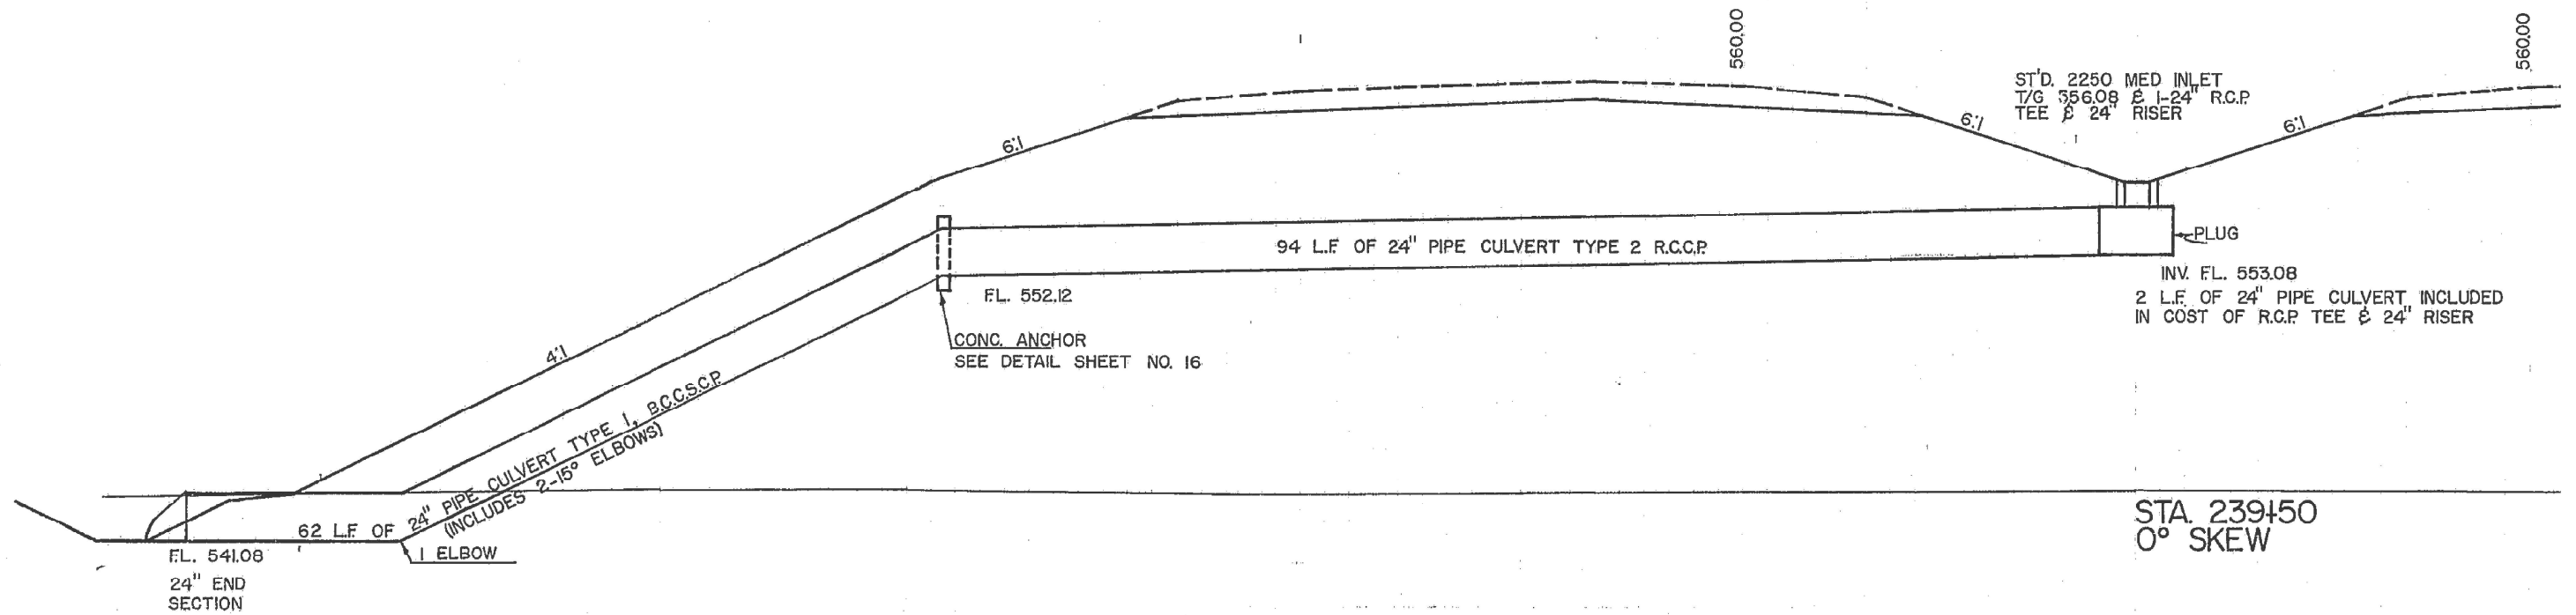 560.00
560.00
ST'D. 2250 MED INLET
T/G 556.08 & 1-24" R.C.P.
TEE & 24" RISER
6:1
6:1
6:1
94 L.F. OF 24" PIPE CULVERT TYPE 2 R.C.C.P.
PLUG
INV. FL. 553.08
2 L.F. OF 24" PIPE CULVERT INCLUDED
IN COST OF R.C.P. TEE & 24" RISER
F.L. 552.12
CONC. ANCHOR
SEE DETAIL SHEET NO. 16
4:1
62 L.F. OF 24" PIPE CULVERT TYPE 1, B.C.C.S.C.P.
(INCLUDES 2-15° ELBOWS)
1 ELBOW
F.L. 541.08
24" END
SECTION
STA. 239+50
0° SKEW